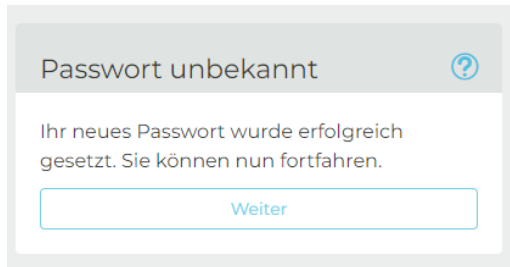 Passwort unbekannt
Ihr neues Passwort wurde erfolgreich
gesetzt. Sie können nun fortfahren.
Weiter